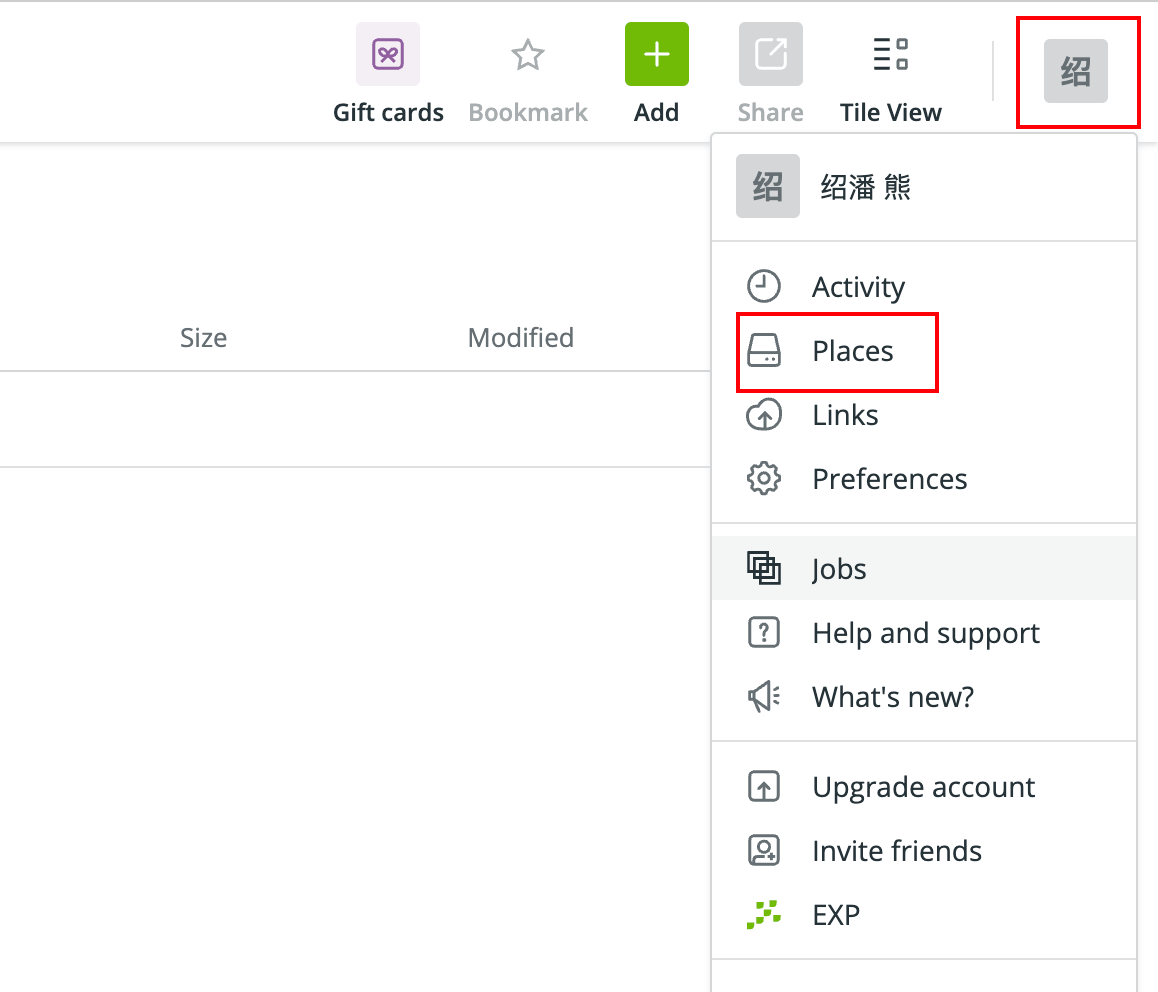 Gift cards Bookmark Add Share Tile View
绍
绍 绍潘 熊
Activity
Size Modified
Places
Links
Preferences
Jobs
Help and support
What's new?
Upgrade account
Invite friends
EXP